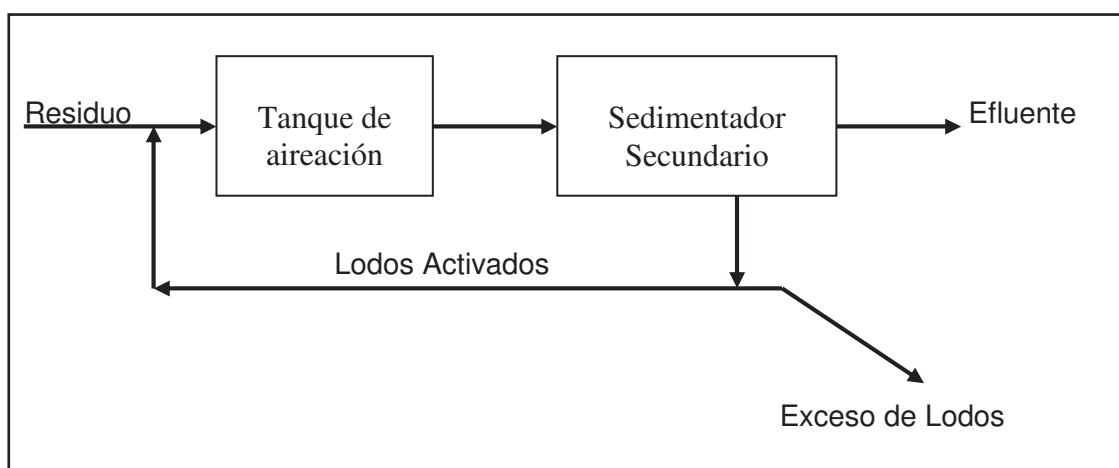 Residuo
Tanque de
aireación
Sedimentador
Secundario
Efluente
Lodos Activados
Exceso de Lodos